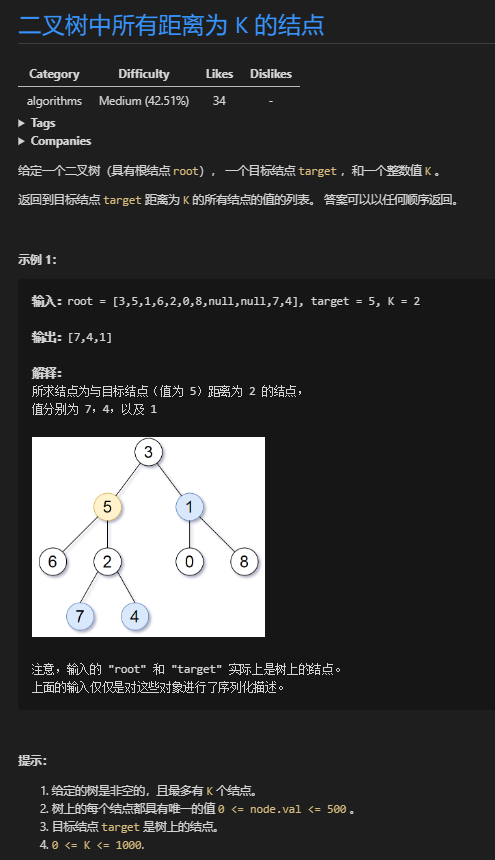 二叉树中所有距离为 K 的结点
Category Difficulty Likes Dislikes
algorithms Medium (42.51%) 34 -
▶ Tags
▶ Companies
给定一个二叉树（具有根结点 root）， 一个目标结点 target ，和一个整数值 K 。
返回到目标结点 target 距离为 K 的所有结点的值的列表。 答案可以以任何顺序返回。
示例 1：
输入：root = [3,5,1,6,2,0,8,null,null,7,4], target = 5, K = 2
输出：[7,4,1]
解释：
所求结点为与目标结点（值为 5）距离为 2 的结点，
值分别为 7，4，以及 1
3
5 1
6 2 0 8
7 4
注意，输入的 "root" 和 "target" 实际上是树上的结点。
上面的输入仅仅是对这些对象进行了序列化描述。
提示：
1. 给定的树是非空的，且最多有 K 个结点。
2. 树上的每个结点都具有唯一的值 0 <= node.val <= 500 。
3. 目标结点 target 是树上的结点。
4. 0 <= K <= 1000.